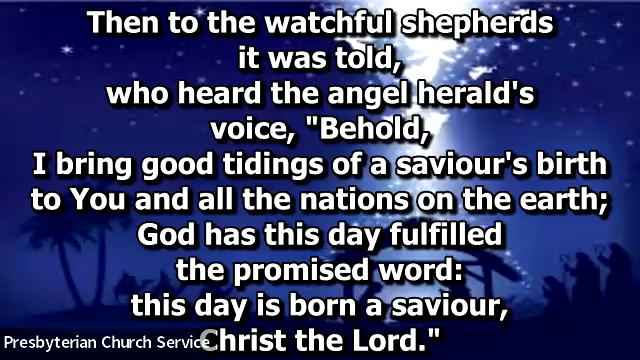 Then to the watchful shepherds
it was told,
who heard the angel herald's
voice, "Behold,
I bring good tidings of a saviour's birth
to You and all the nations on the earth;
God has this day fulfilled
the promised word:
this day is born a saviour,
Christ the Lord."
Presbyterian Church Service